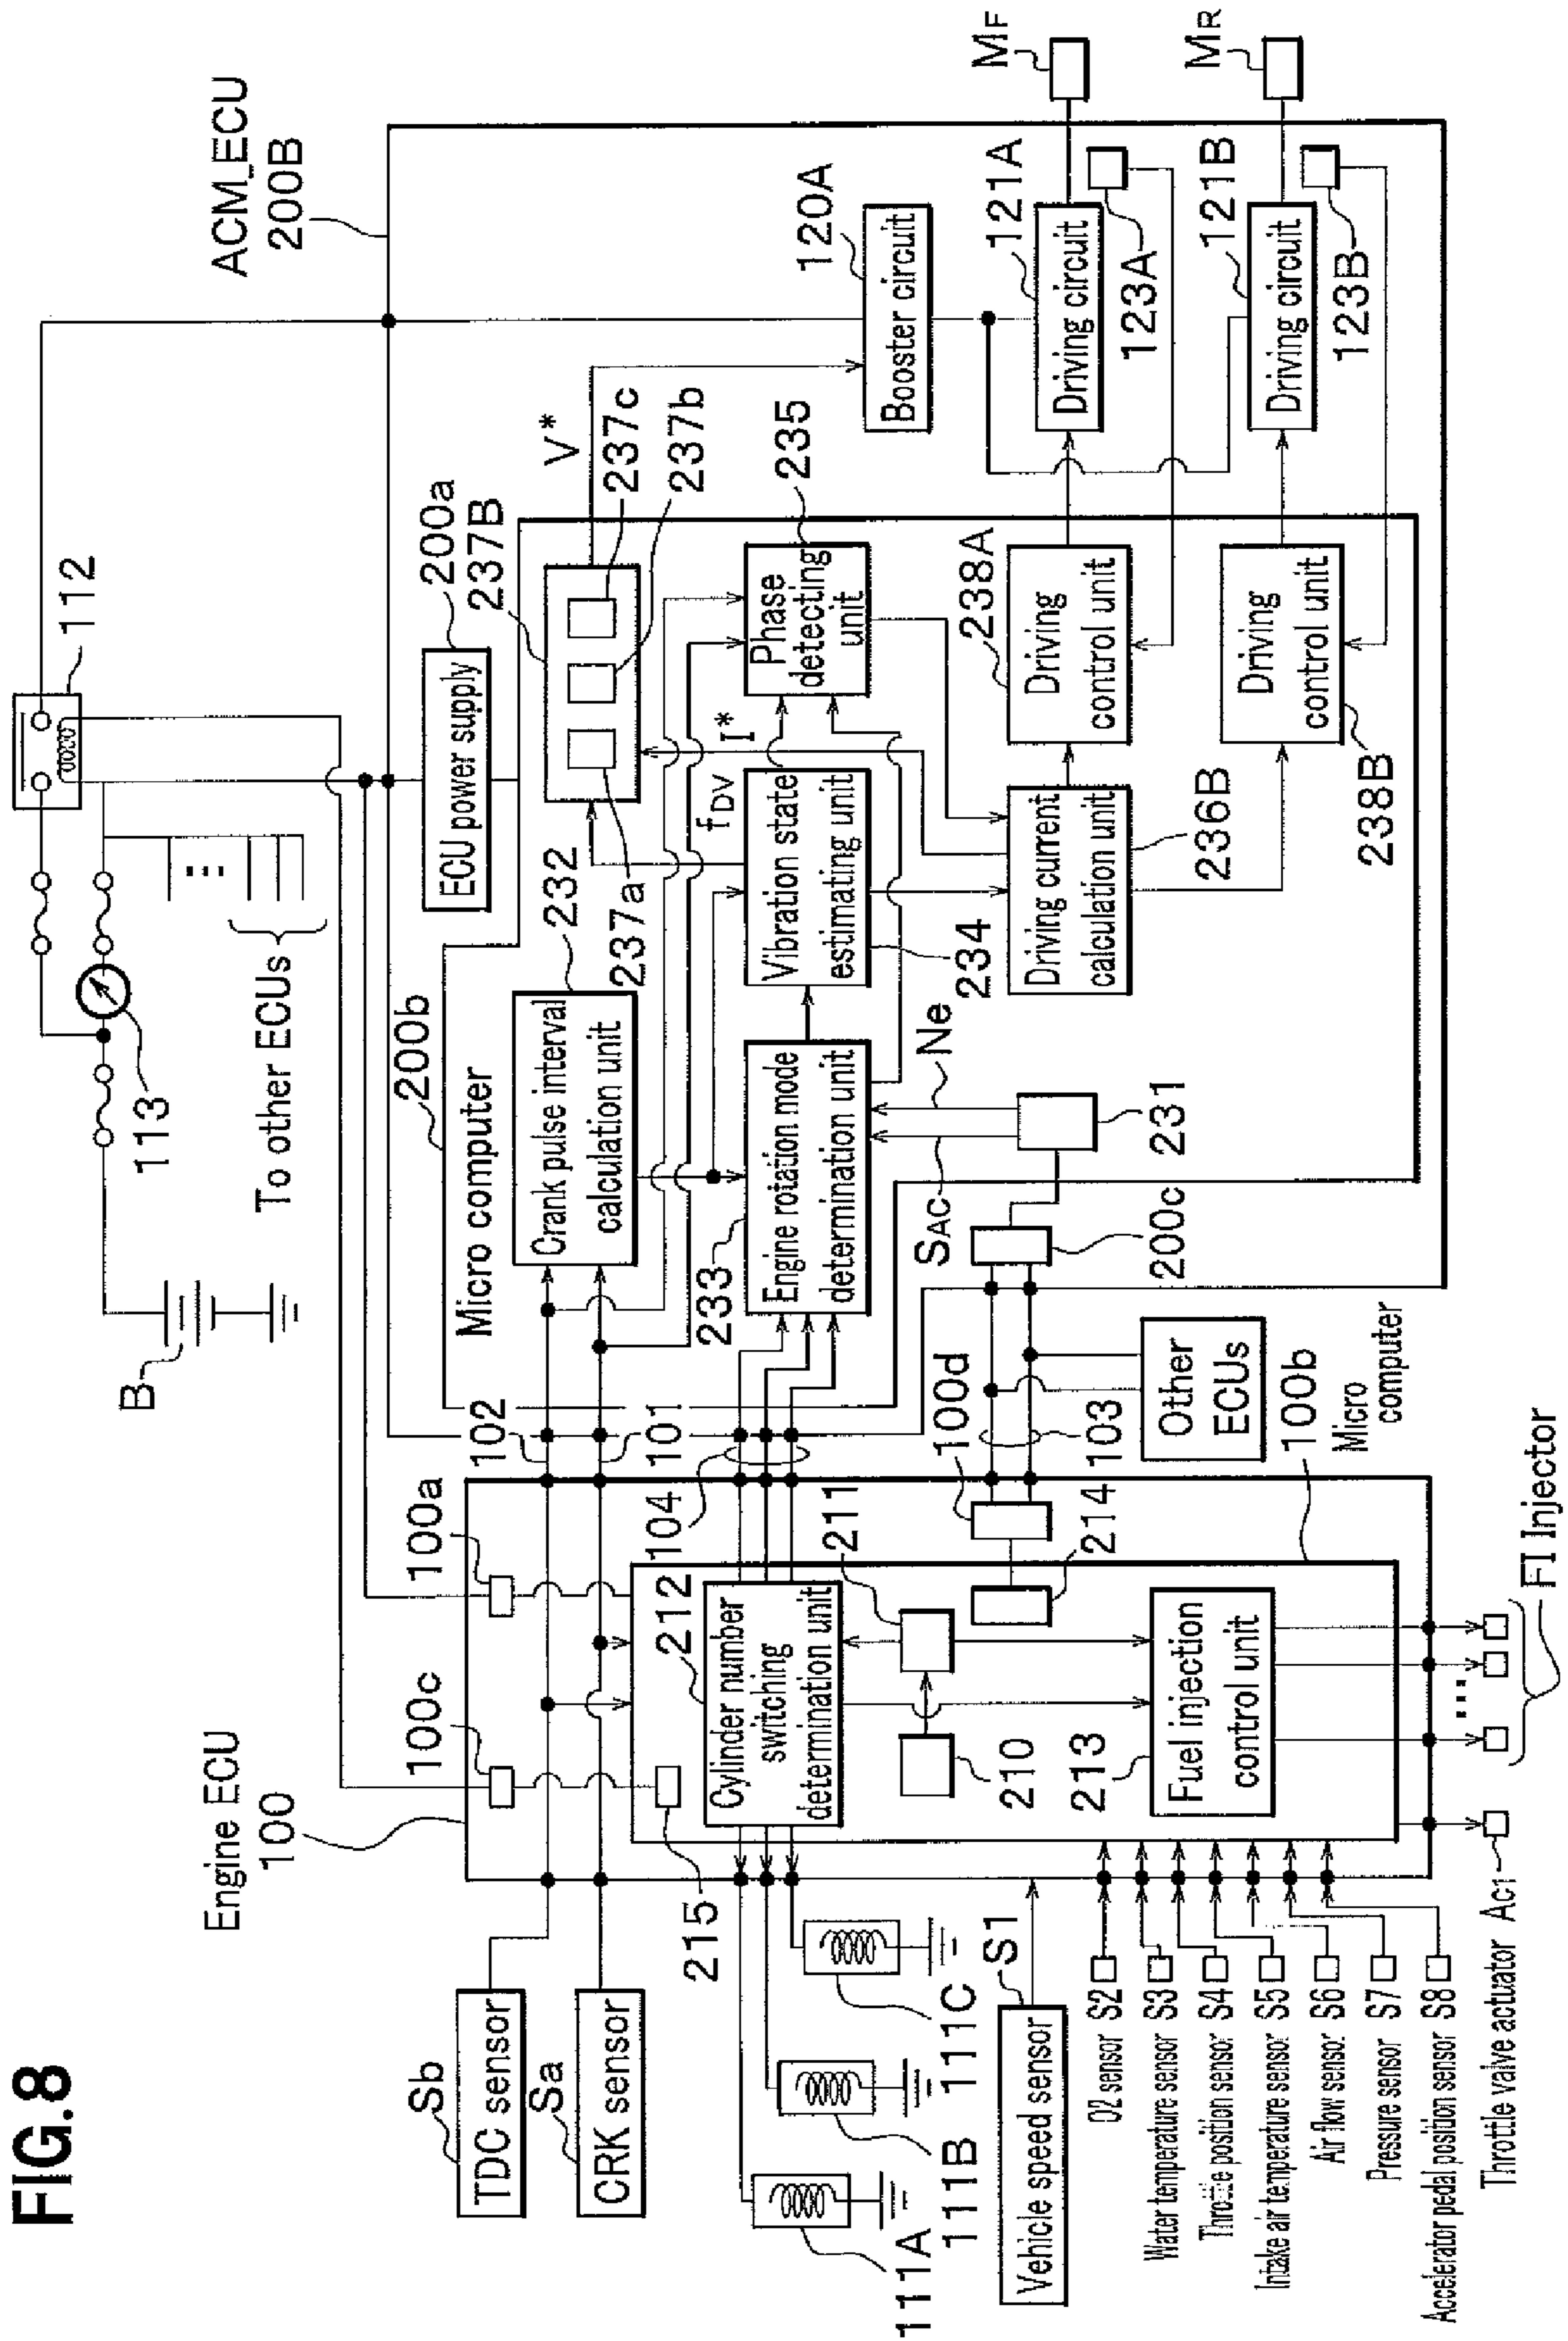 FIG.8
Engine ECU
100
ACM_ECU
200B
B
113
112
To other ECUs
100c
100a
102
101
104
200b
Micro computer
200a
ECU power supply
237B
V*
237c
237b
237a
Sb
TDC sensor
Sa
CRK sensor
215
212
Cylinder number
switching
determination unit
Crank pulse interval
calculation unit
232
233
Engine rotation mode
determination unit
Vibration state
estimating unit
234
fDV
I*
Phase
detecting
unit
235
Booster circuit
120A
111A
111B
111C
210
211
213
Fuel injection
control unit
214
100d
103
SAC
Ne
231
200c
Driving current
calculation unit
236B
238A
Driving
control unit
Driving
control unit
238B
Driving circuit
121A
123A
MF
Driving circuit
121B
123B
MR
Vehicle speed sensor
S1
Other
ECUs
100b
Micro
computer
O2 sensor S2
Water temperature sensor S3
Throttle position sensor S4
Intake air temperature sensor S5
Air flow sensor S6
Pressure sensor S7
Accelerator pedal position sensor S8
Throttle valve actuator Ac1
FI Injector